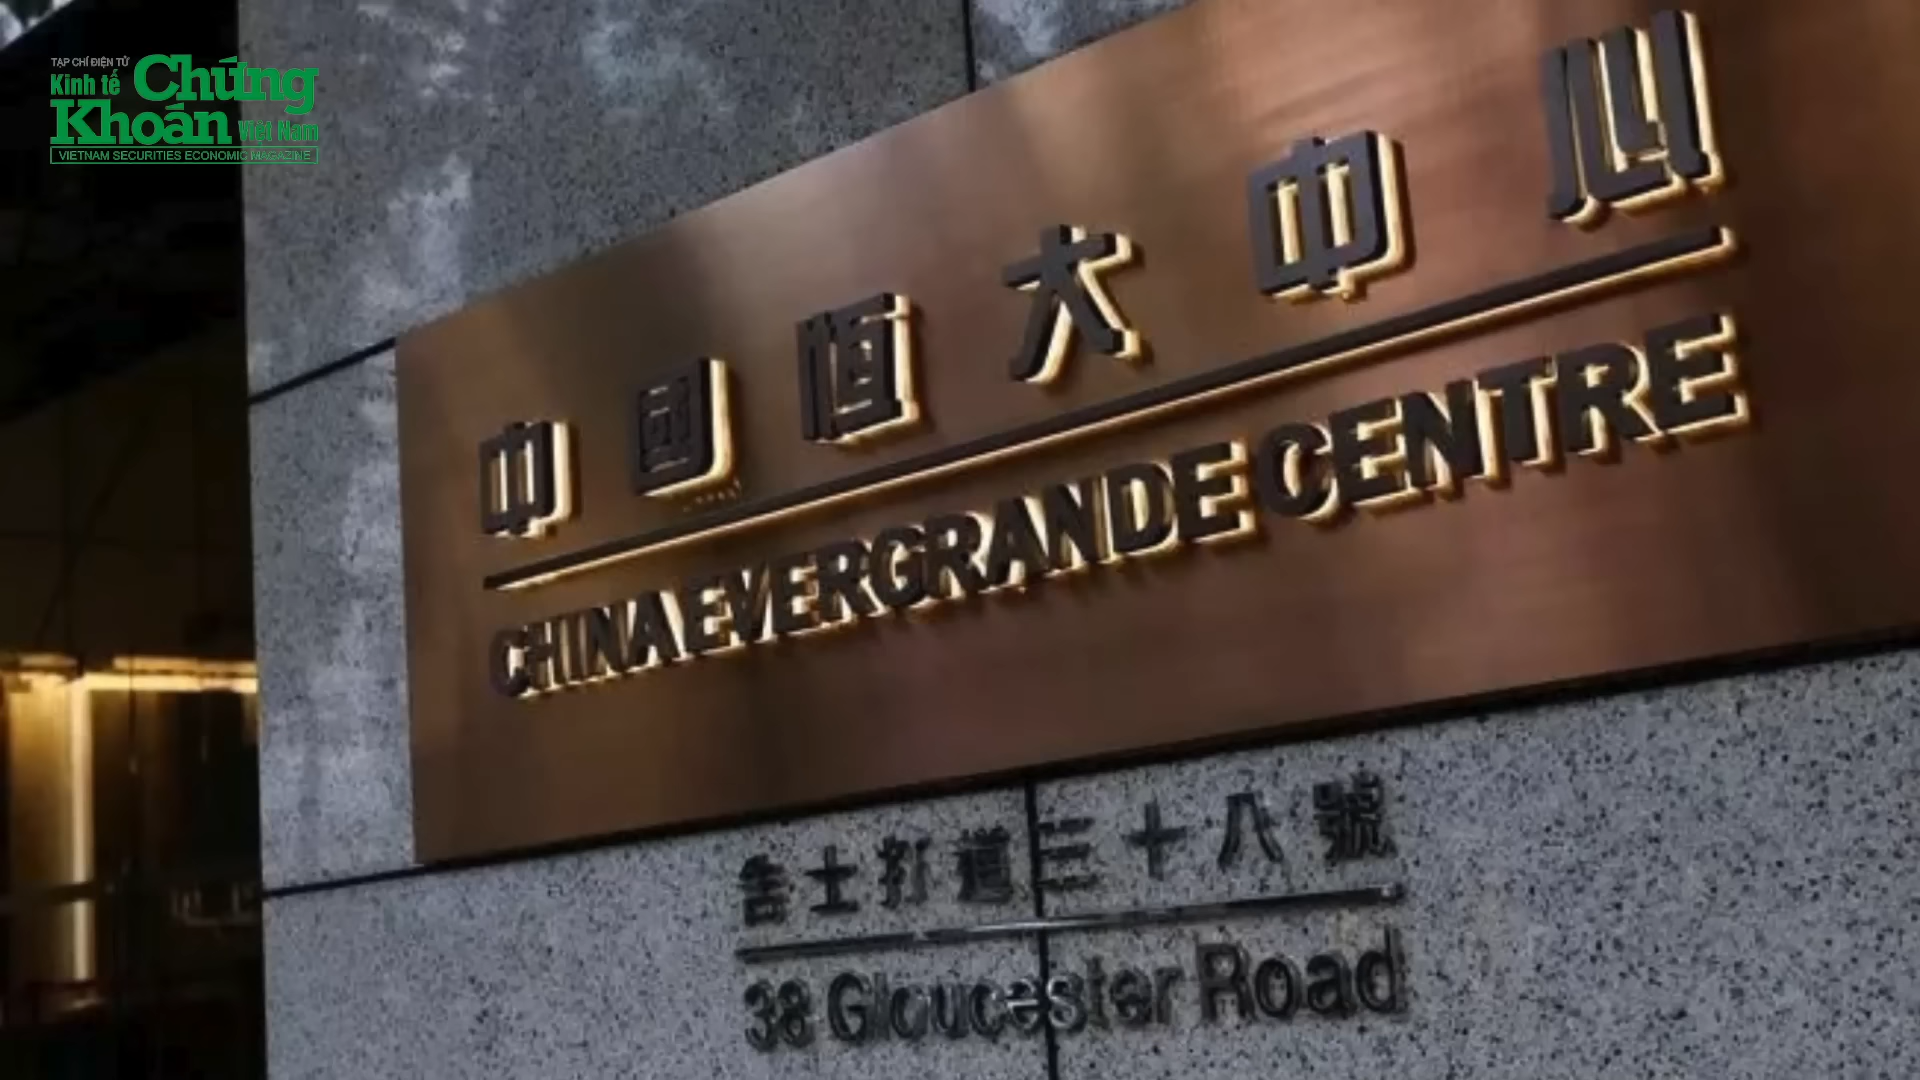 TẠP CHÍ ĐIỆN TỬ
Kinh tế Chứng
Khoán Việt Nam
VIETNAM SECURITIES ECONOMIC MAGAZINE
中國恒大中心
CHINA EVERGRANDE CENTRE
告士打道三十八號
38 Gloucester Road